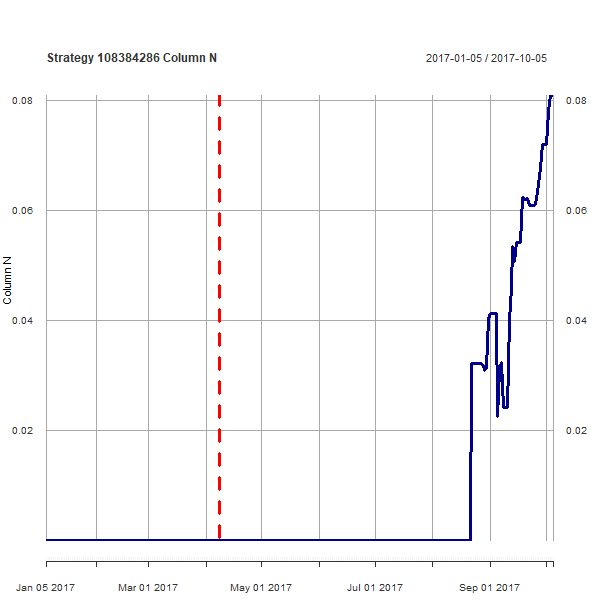 Strategy 108384286 Column N
2017-01-05 / 2017-10-05
0.08
0.08
0.06
0.06
Column N
0.04
0.04
0.02
0.02
Jan 05 2017
Mar 01 2017
May 01 2017
Jul 01 2017
Sep 01 2017